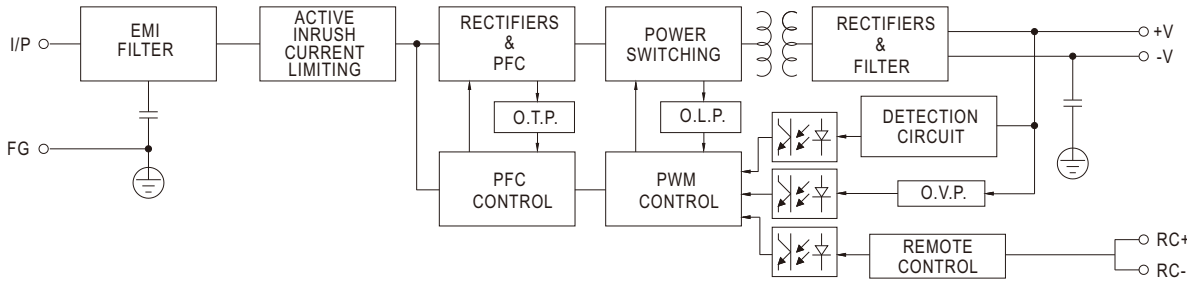 I/P
EMI
FILTER
ACTIVE
INRUSH
CURRENT
LIMITING
RECTIFIERS
&
PFC
POWER
SWITCHING
RECTIFIERS
&
FILTER
+V
-V
O.T.P.
O.L.P.
DETECTION
CIRCUIT
FG
PFC
CONTROL
PWM
CONTROL
O.V.P.
REMOTE
CONTROL
RC+
RC-